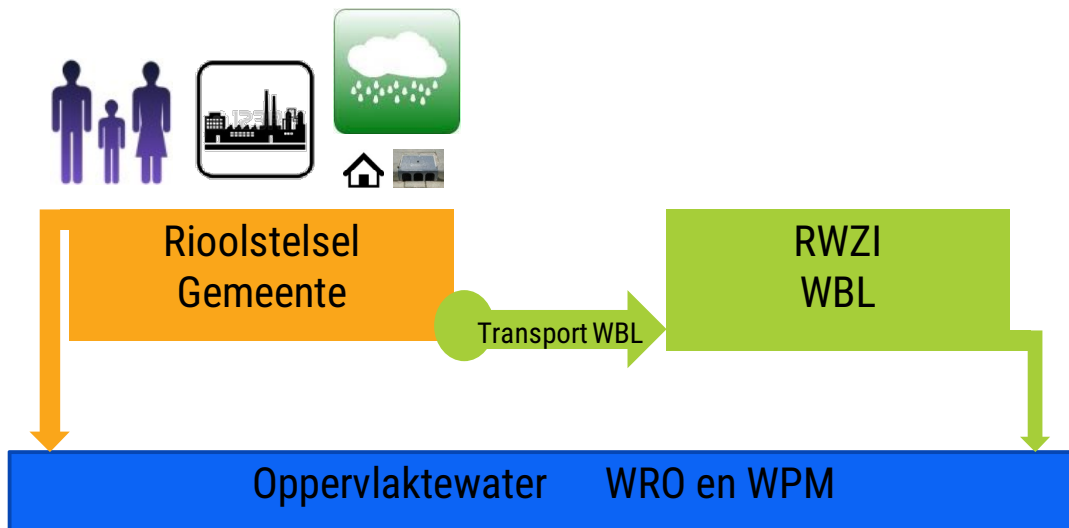 Rioolstelsel
Gemeente
RWZI
WBL
Transport WBL
Oppervlaktewater WRO en WPM